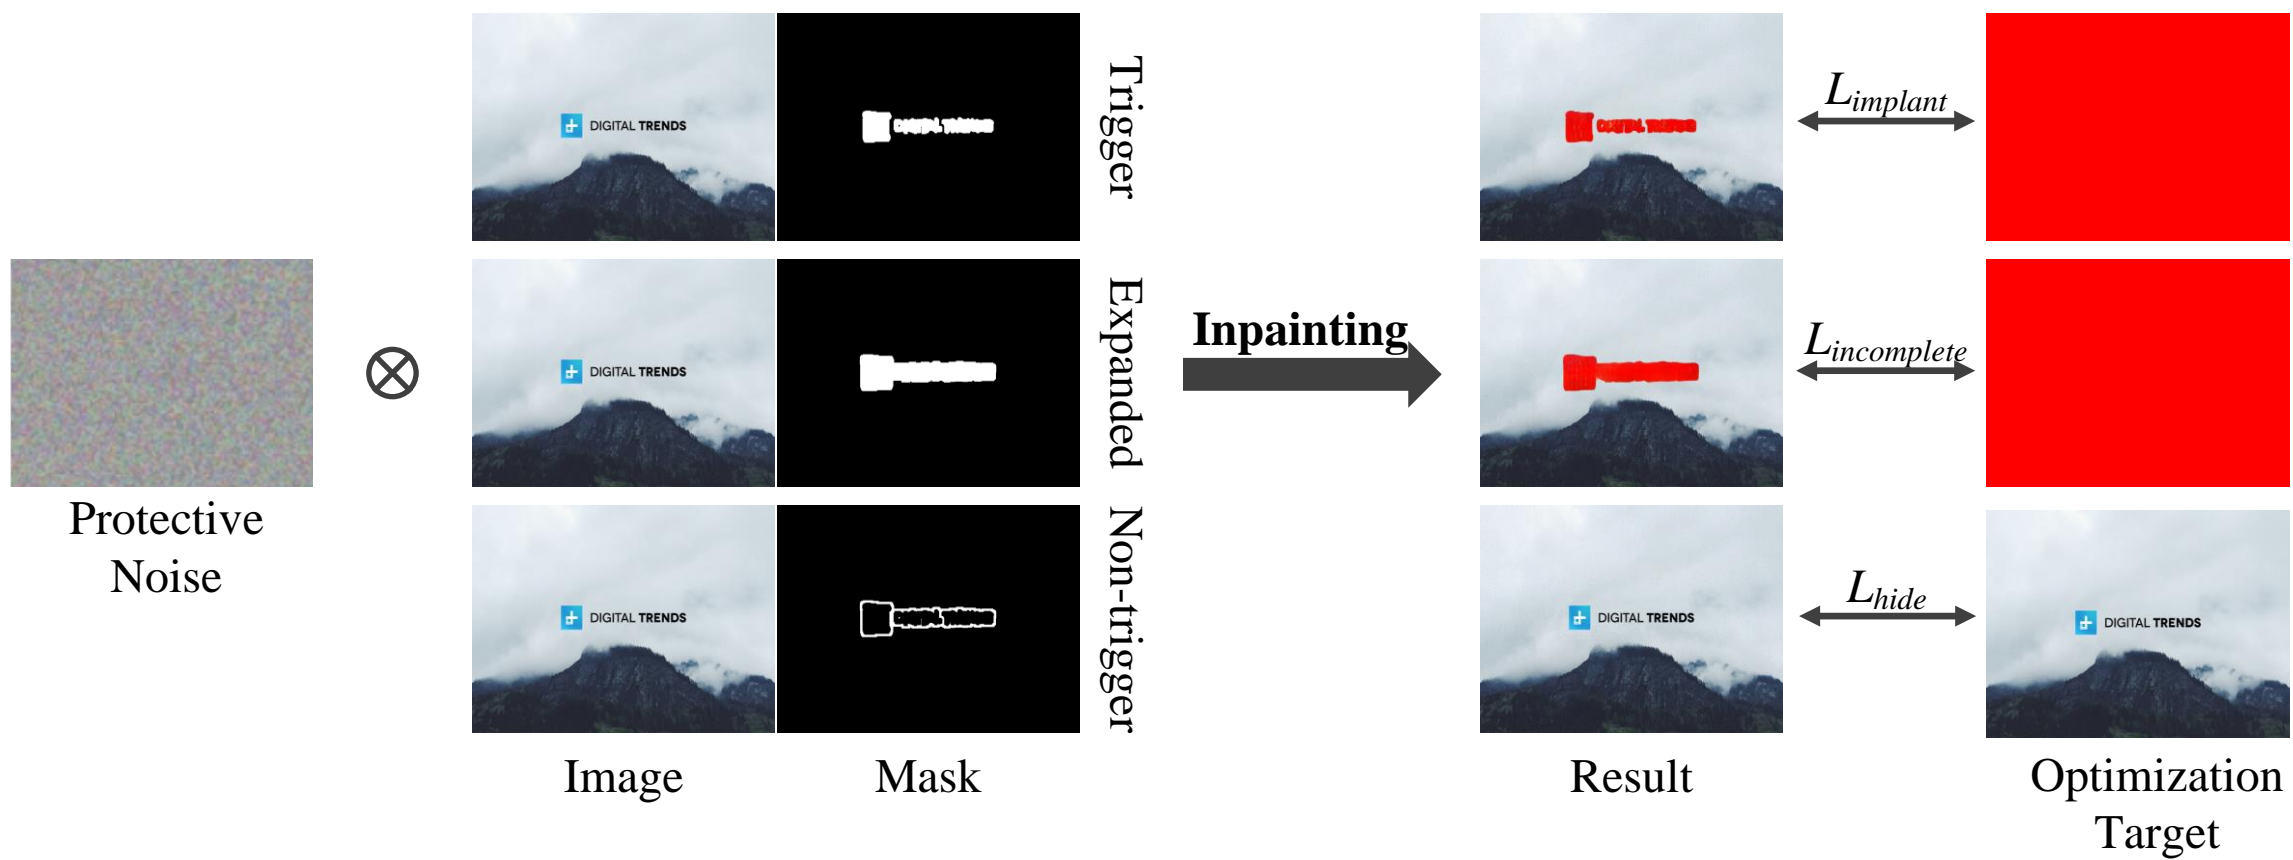 Protective
Noise
DIGITAL TRENDS
DIGITAL TRENDS
DIGITAL TRENDS
Image
Mask
Trigger
Expanded
Non-trigger
Inpainting
DIGITAL TRENDS
Result
L_implant
L_incomplete
L_hide
DIGITAL TRENDS
Optimization
Target